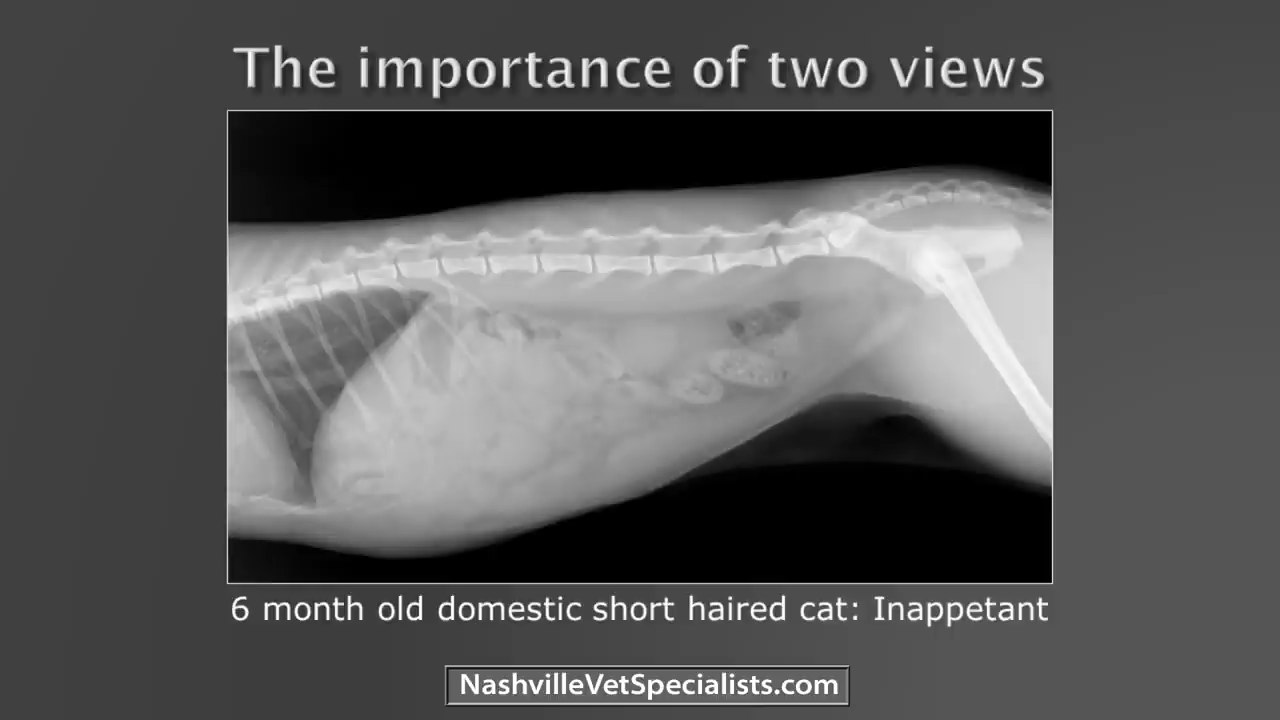 The importance of two views
6 month old domestic short haired cat: Inappetant
NashvilleVetSpecialists.com